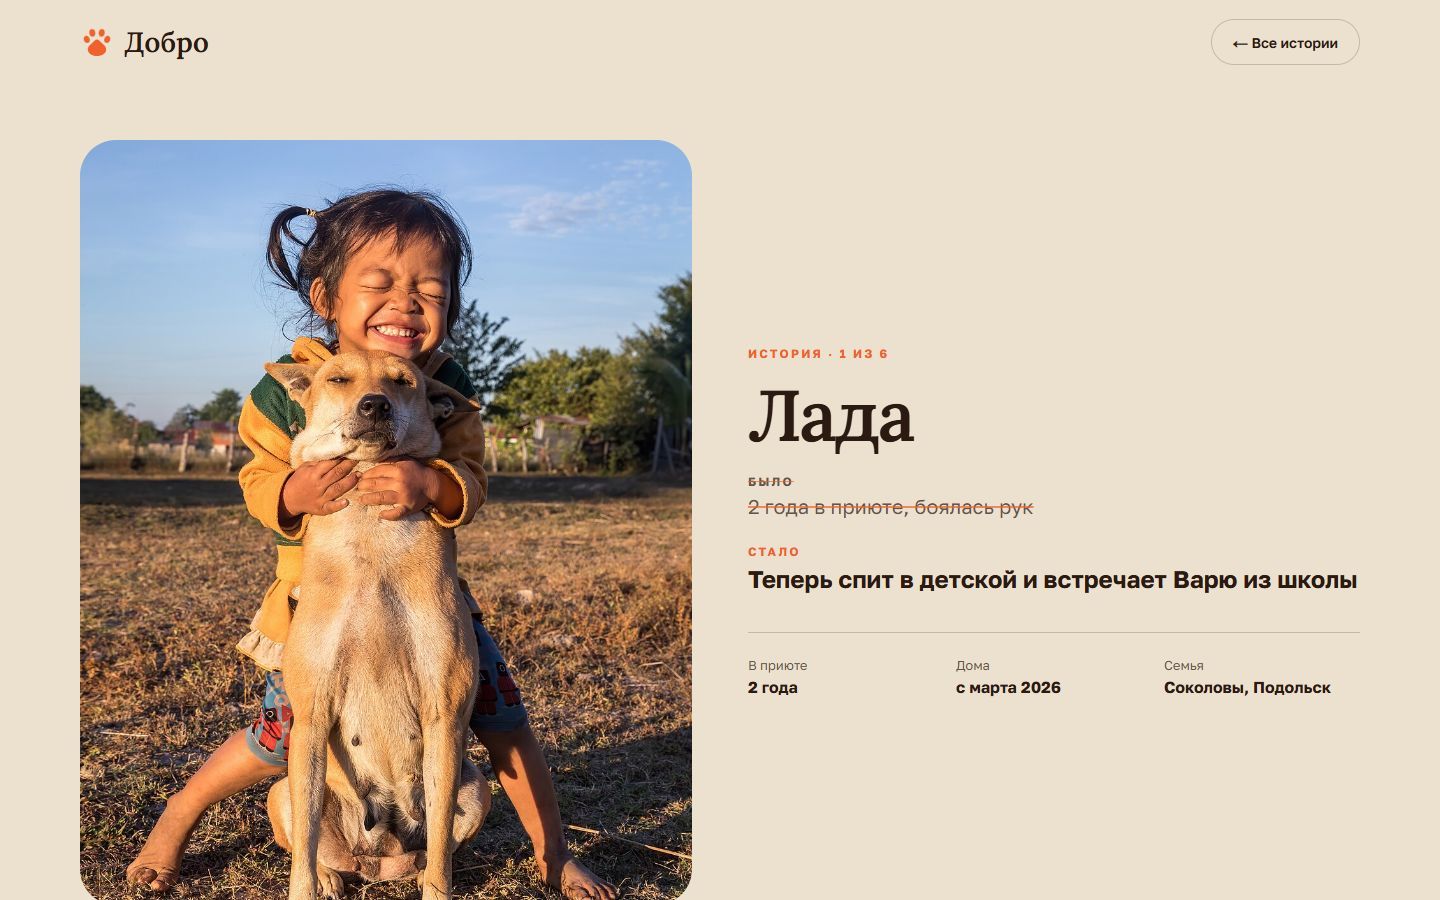 Добро
← Все истории
ИСТОРИЯ · 1 ИЗ 6
Лада
БЫЛО
2 года в приюте, боялась рук
СТАЛО
Теперь спит в детской и встречает Варю из школы
В приюте
2 года
Дома
с марта 2026
Семья
Соколовы, Подольск